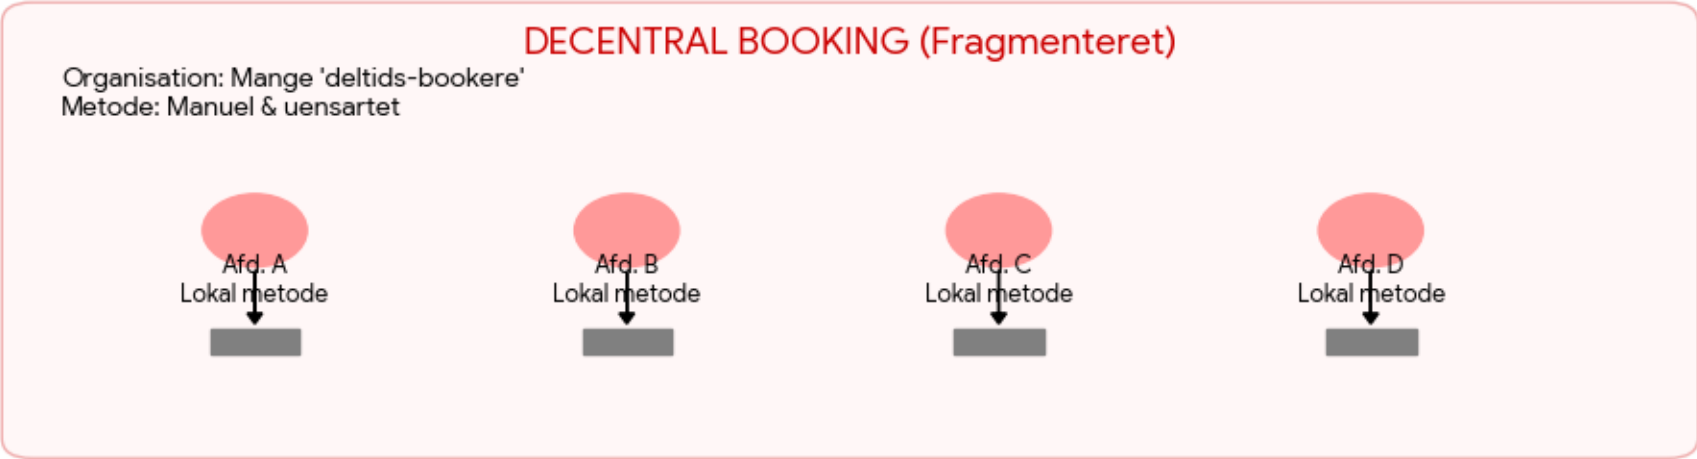 DECENTRAL BOOKING (Fragmenteret)
Organisation: Mange 'deltids-bookere'
Metode: Manuel & uensartet
Afd. A
Lokal metode
Afd. B
Lokal metode
Afd. C
Lokal metode
Afd. D
Lokal metode